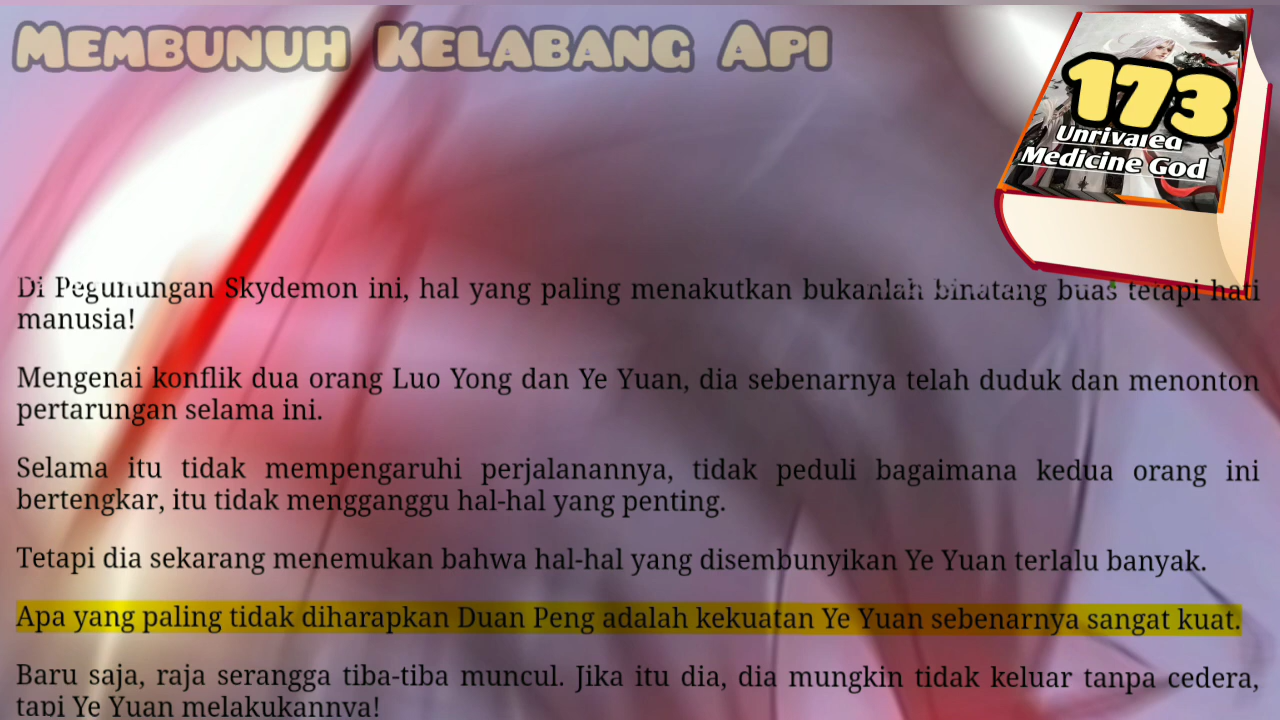 Membunuh Kelabang Api
173
Unrivaled
Medicine God
Di Pegunungan Skydemon ini, hal yang paling menakutkan bukanlah binatang buas tetapi hati
manusia!
Mengenai konflik dua orang Luo Yong dan Ye Yuan, dia sebenarnya telah duduk dan menonton
pertarungan selama ini.
Selama itu tidak mempengaruhi perjalanannya, tidak peduli bagaimana kedua orang ini
bertengkar, itu tidak mengganggu hal-hal yang penting.
Tetapi dia sekarang menemukan bahwa hal-hal yang disembunyikan Ye Yuan terlalu banyak.
Apa yang paling tidak diharapkan Duan Peng adalah kekuatan Ye Yuan sebenarnya sangat kuat.
Baru saja, raja serangga tiba-tiba muncul. Jika itu dia, dia mungkin tidak keluar tanpa cedera,
tapi Ye Yuan melakukannya!